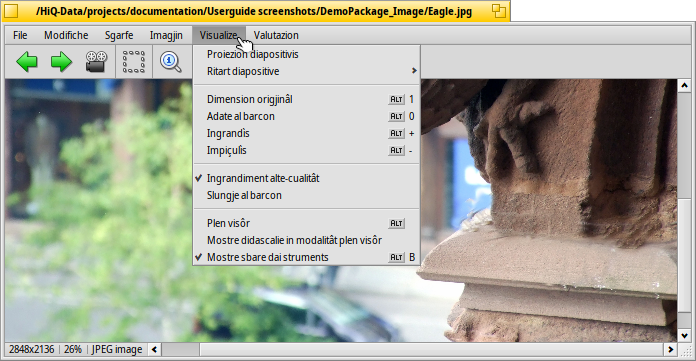 /HiQ-Data/projects/documentation/Userguide screenshots/DemoPackage_Image/Eagle.jpg
File Modifiche Sgarfe Imagjin Visualize Valutazion
Proiezion diapositivis
Ritart diapositive
Dimension origjinâl ALT 1
Adate al barcon ALT 0
Ingrandìs ALT +
Impiçulìs ALT -
Ingrandiment alte-cualitât
Slungje al barcon
Plen visôr ALT
Mostre didascalie in modalitât plen visôr
Mostre sbare dai struments ALT B
2848x2136 26% JPEG image